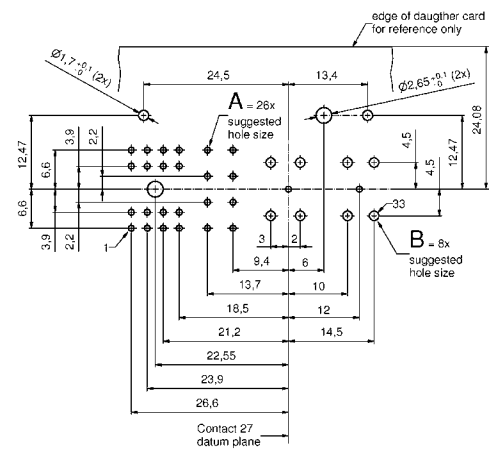 edge of daugther card
for reference only
Ø1,7 +0,1 -0 (2x)
24,5
13,4
Ø2,65 +0,1 -0 (2x)
A = 26x
suggested
hole size
12,47
3,9
2,2
6,6
4,5
12,47
24,08
4,5
6,6
3,9
2,2
1
3
2
33
B = 8x
suggested
hole size
9,4
6
13,7
10
18,5
12
21,2
14,5
22,55
23,9
26,6
Contact 27
datum plane